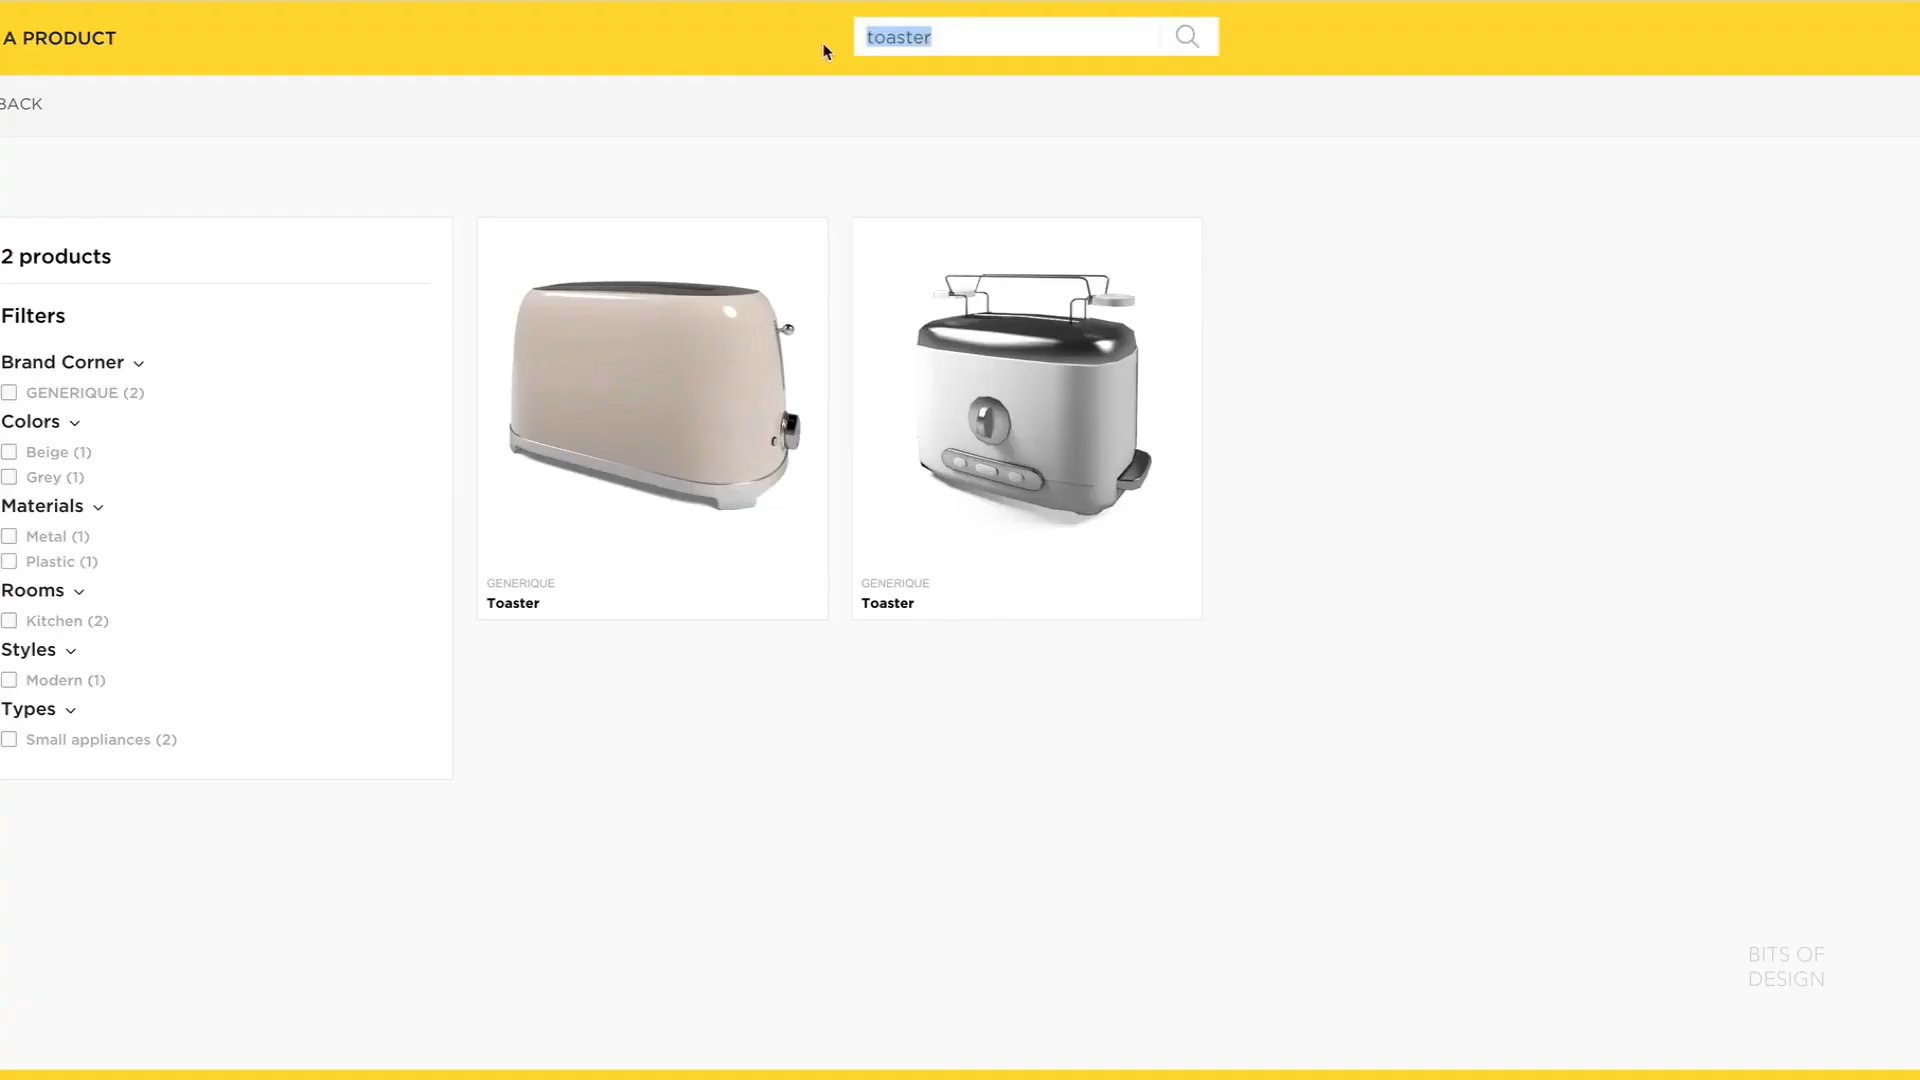 A PRODUCT
toaster
BACK
2 products
Filters
Brand Corner
GENERIQUE (2)
Colors
Beige (1)
Grey (1)
Materials
Metal (1)
Plastic (1)
Rooms
Kitchen (2)
Styles
Modern (1)
Types
Small appliances (2)
GENERIQUE
Toaster
GENERIQUE
Toaster
BITS OF
DESIGN